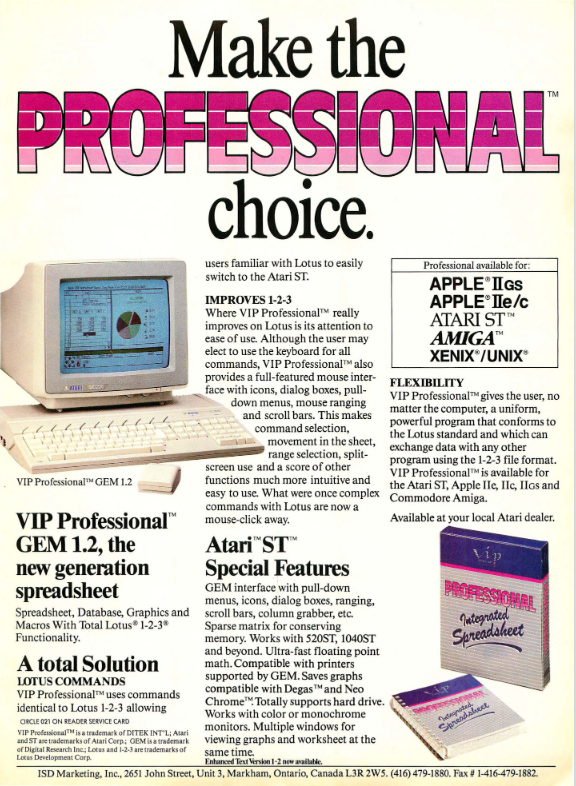 Make the
PROFESSIONAL™
choice.
VIP Professional™ GEM 1.2
VIP Professional™
GEM 1.2, the
new generation
spreadsheet
Spreadsheet, Database, Graphics and
Macros With Total Lotus® 1-2-3®
Functionality.
A total Solution
LOTUS COMMANDS
VIP Professional™ uses commands
identical to Lotus 1-2-3 allowing
CIRCLE 021 ON READER SERVICE CARD
VIP Professional™ is a trademark of DITEK INT'L; Atari
and ST are trademarks of Atari Corp.; GEM is a trademark
of Digital Research Inc; Lotus and 1-2-3 are trademarks of
Lotus Development Corp.
users familiar with Lotus to easily
switch to the Atari ST.
IMPROVES 1-2-3
Where VIP Professional™ really
improves on Lotus is its attention to
ease of use. Although the user may
elect to use the keyboard for all
commands, VIP Professional™ also
provides a full-featured mouse inter-
face with icons, dialog boxes, pull-
down menus, mouse ranging
and scroll bars. This makes
command selection,
movement in the sheet,
range selection, split-
screen use and a score of other
functions much more intuitive and
easy to use. What were once complex
commands with Lotus are now a
mouse-click away.
Atari™ ST™
Special Features
GEM interface with pull-down
menus, icons, dialog boxes, ranging,
scroll bars, column grabber, etc.
Sparse matrix for conserving
memory. Works with 520ST, 1040ST
and beyond. Ultra-fast floating point
math. Compatible with printers
supported by GEM. Saves graphs
compatible with Degas™ and Neo
Chrome™. Totally supports hard drive.
Works with color or monochrome
monitors. Multiple windows for
viewing graphs and worksheet at the
same time.
Enhanced Text Version 1-2 now available.
Professional available for:
APPLE® IIGS
APPLE® IIe/c
ATARI ST™
AMIGA™
XENIX®/UNIX®
FLEXIBILITY
VIP Professional™ gives the user, no
matter the computer, a uniform,
powerful program that conforms to
the Lotus standard and which can
exchange data with any other
program using the 1-2-3 file format.
VIP Professional™ is available for
the Atari ST, Apple IIe, IIc, IIGS and
Commodore Amiga.
Available at your local Atari dealer.
Vip
PROFESSIONAL
Integrated
Spreadsheet
Vip
PROFESSIONAL
Integrated
Spreadsheet
ISD Marketing, Inc., 2651 John Street, Unit 3, Markham, Ontario, Canada L3R 2W5. (416) 479-1880. Fax # 1-416-479-1882.